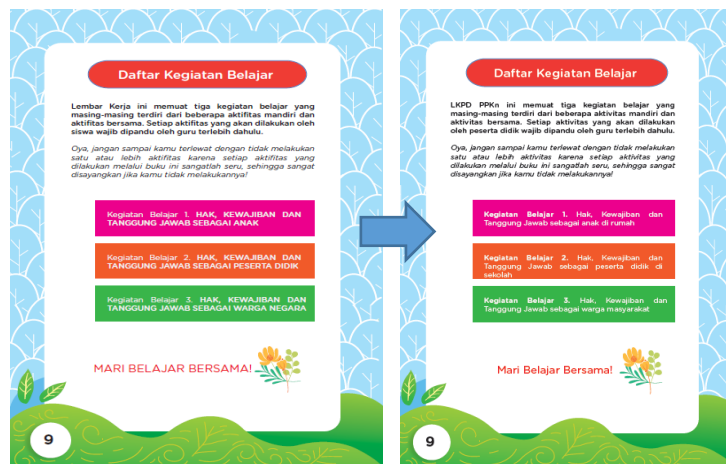 Daftar Kegiatan Belajar
Lembar Kerja ini memuat tiga kegiatan belajar yang
masing-masing terdiri dari beberapa aktifitas mandiri dan
aktifitas bersama. Setiap aktifitas yang akan dilakukan oleh
siswa wajib dipandu oleh guru terlebih dahulu.
Oya, jangan sampai kamu terlewat dengan tidak melakukan
satu atau lebih aktifitas karena setiap aktifitas yang
dilakukan melalui buku ini sangatlah seru, sehingga sangat
disayangkan jika kamu tidak melakukannya!
Kegiatan Belajar 1. HAK, KEWAJIBAN DAN
TANGGUNG JAWAB SEBAGAI ANAK
Kegiatan Belajar 2. HAK, KEWAJIBAN DAN
TANGGUNG JAWAB SEBAGAI PESERTA DIDIK
Kegiatan Belajar 3. HAK, KEWAJIBAN DAN
TANGGUNG JAWAB SEBAGAI WARGA NEGARA
MARI BELAJAR BERSAMA!
9
Daftar Kegiatan Belajar
LKPD PPKn ini memuat tiga kegiatan belajar yang
masing-masing terdiri dari beberapa aktivitas mandiri dan
aktivitas bersama. Setiap aktivitas yang akan dilakukan
oleh peserta didik wajib dipandu oleh guru terlebih dahulu.
Oya, jangan sampai kamu terlewat dengan tidak melakukan
satu atau lebih aktivitas karena setiap aktivitas yang
dilakukan melalui buku ini sangatlah seru, sehingga sangat
disayangkan jika kamu tidak melakukannya!
Kegiatan Belajar 1. Hak, Kewajiban dan
Tanggung Jawab sebagai anak di rumah
Kegiatan Belajar 2. Hak, Kewajiban dan
Tanggung Jawab sebagai peserta didik di
sekolah
Kegiatan Belajar 3. Hak, Kewajiban dan
Tanggung Jawab sebagai warga masyarakat
Mari Belajar Bersama!
9